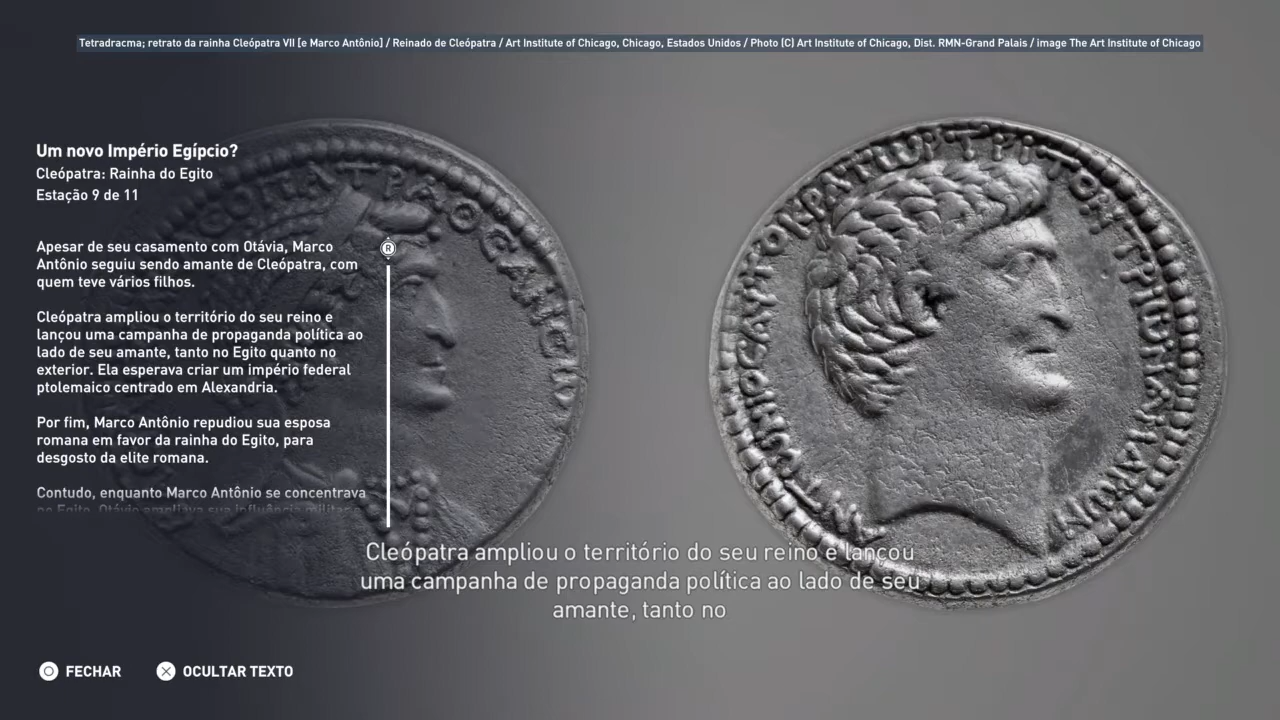 Tetradracma; retrato da rainha Cleópatra VII [e Marco Antônio] / Reinado de Cleópatra / Art Institute of Chicago, Chicago, Estados Unidos / Photo (C) Art Institute of Chicago, Dist. RMN-Grand Palais / image The Art Institute of Chicago
Um novo Império Egípcio?
Cleópatra: Rainha do Egito
Estação 9 de 11
Apesar de seu casamento com Otávia, Marco
Antônio seguiu sendo amante de Cleópatra, com
quem teve vários filhos.
Cleópatra ampliou o território do seu reino e
lançou uma campanha de propaganda política ao
lado de seu amante, tanto no Egito quanto no
exterior. Ela esperava criar um império federal
ptolemaico centrado em Alexandria.
Por fim, Marco Antônio repudiou sua esposa
romana em favor da rainha do Egito, para
desgosto da elite romana.
Contudo, enquanto Marco Antônio se concentrava
no Egito, Otávio ampliava sua influência militar e
R
Cleópatra ampliou o território do seu reino e lançou
uma campanha de propaganda política ao lado de seu
amante, tanto no
FECHAR
OCULTAR TEXTO